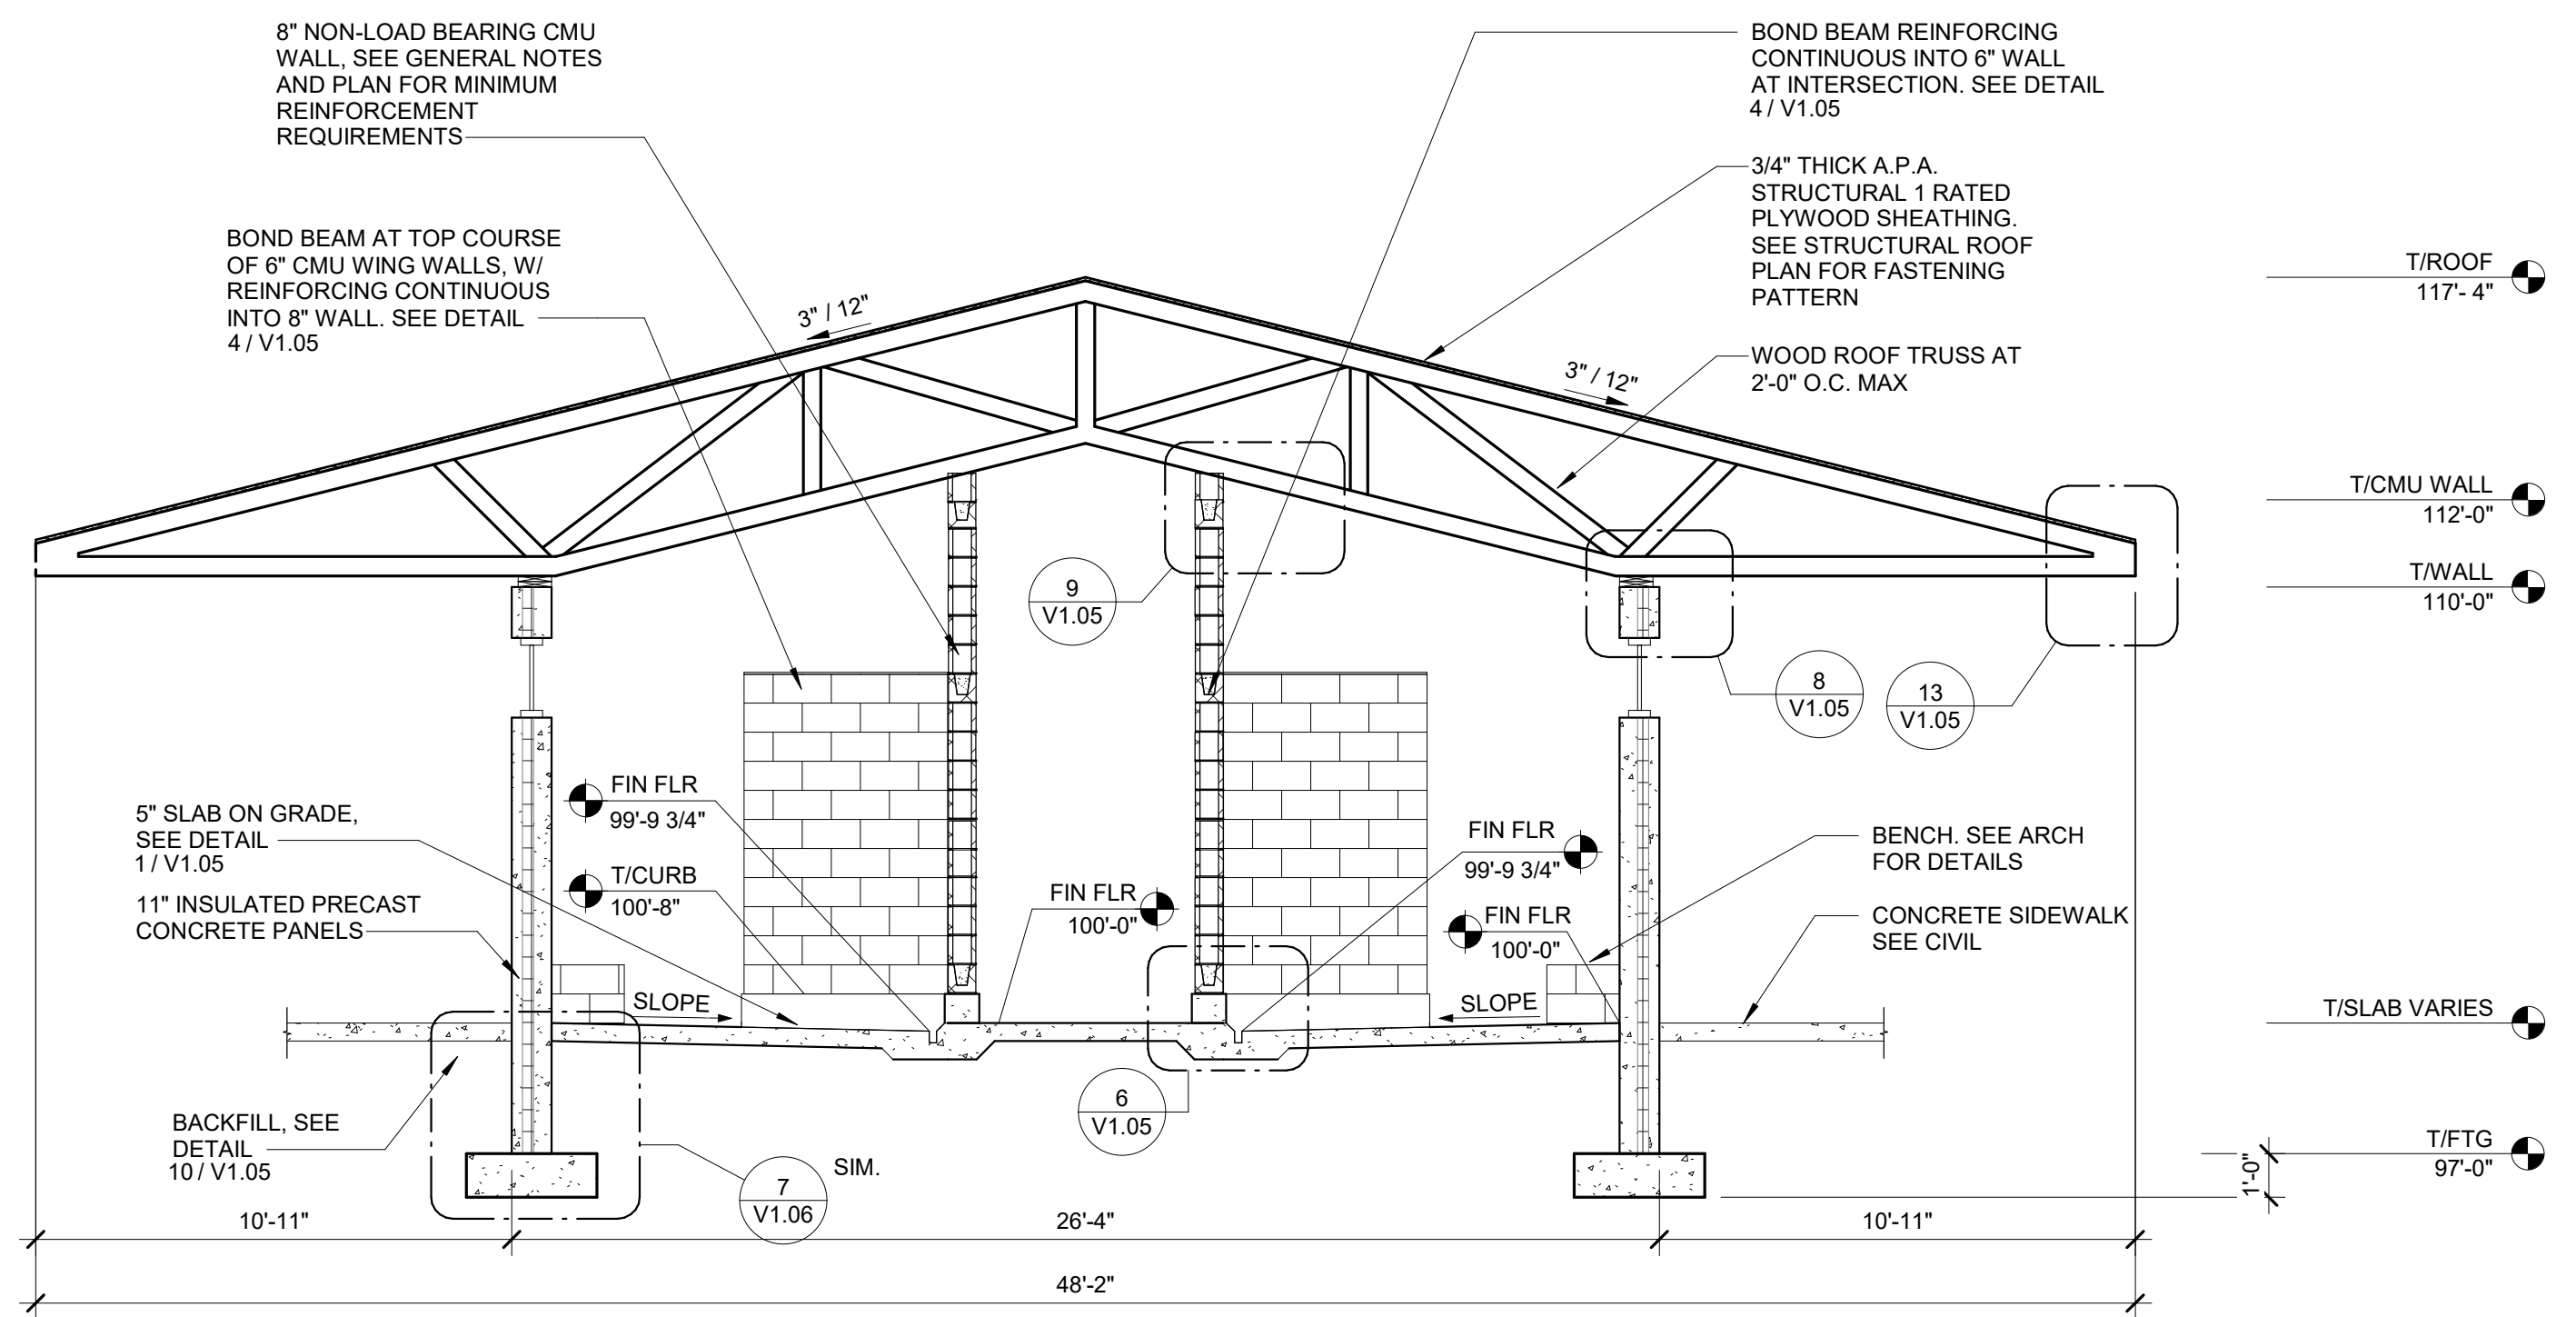 8" NON-LOAD BEARING CMU
WALL, SEE GENERAL NOTES
AND PLAN FOR MINIMUM
REINFORCEMENT
REQUIREMENTS
BOND BEAM REINFORCING
CONTINUOUS INTO 6" WALL
AT INTERSECTION. SEE DETAIL
4 / V1.05
3/4" THICK A.P.A.
STRUCTURAL 1 RATED
PLYWOOD SHEATHING.
SEE STRUCTURAL ROOF
PLAN FOR FASTENING
PATTERN
BOND BEAM AT TOP COURSE
OF 6" CMU WING WALLS, W/
REINFORCING CONTINUOUS
INTO 8" WALL. SEE DETAIL
4 / V1.05
T/ROOF
117'- 4"
3" / 12"
3" / 12"
WOOD ROOF TRUSS AT
2'-0" O.C. MAX
T/CMU WALL
112'-0"
T/WALL
110'-0"
9
V1.05
8
V1.05
13
V1.05
FIN FLR
99'-9 3/4"
5" SLAB ON GRADE,
SEE DETAIL
1 / V1.05
T/CURB
100'-8"
11" INSULATED PRECAST
CONCRETE PANELS
FIN FLR
100'-0"
FIN FLR
99'-9 3/4"
FIN FLR
100'-0"
BENCH. SEE ARCH
FOR DETAILS
CONCRETE SIDEWALK
SEE CIVIL
SLOPE
SLOPE
T/SLAB VARIES
6
V1.05
BACKFILL, SEE
DETAIL
10 / V1.05
7
V1.06
SIM.
T/FTG
97'-0"
1'-0"
10'-11"
26'-4"
10'-11"
48'-2"